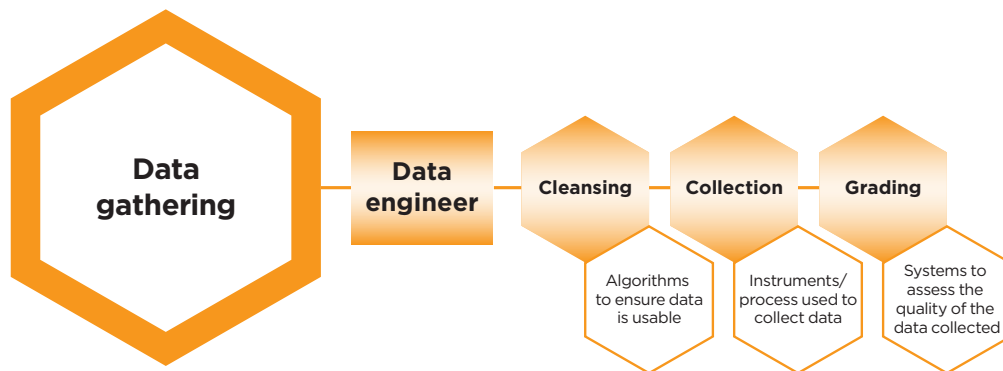 Data
gathering
Data
engineer
Cleansing
Collection
Grading
Algorithms
to ensure data
is usable
Instruments/
process used to
collect data
Systems to
assess the
quality of the
data collected